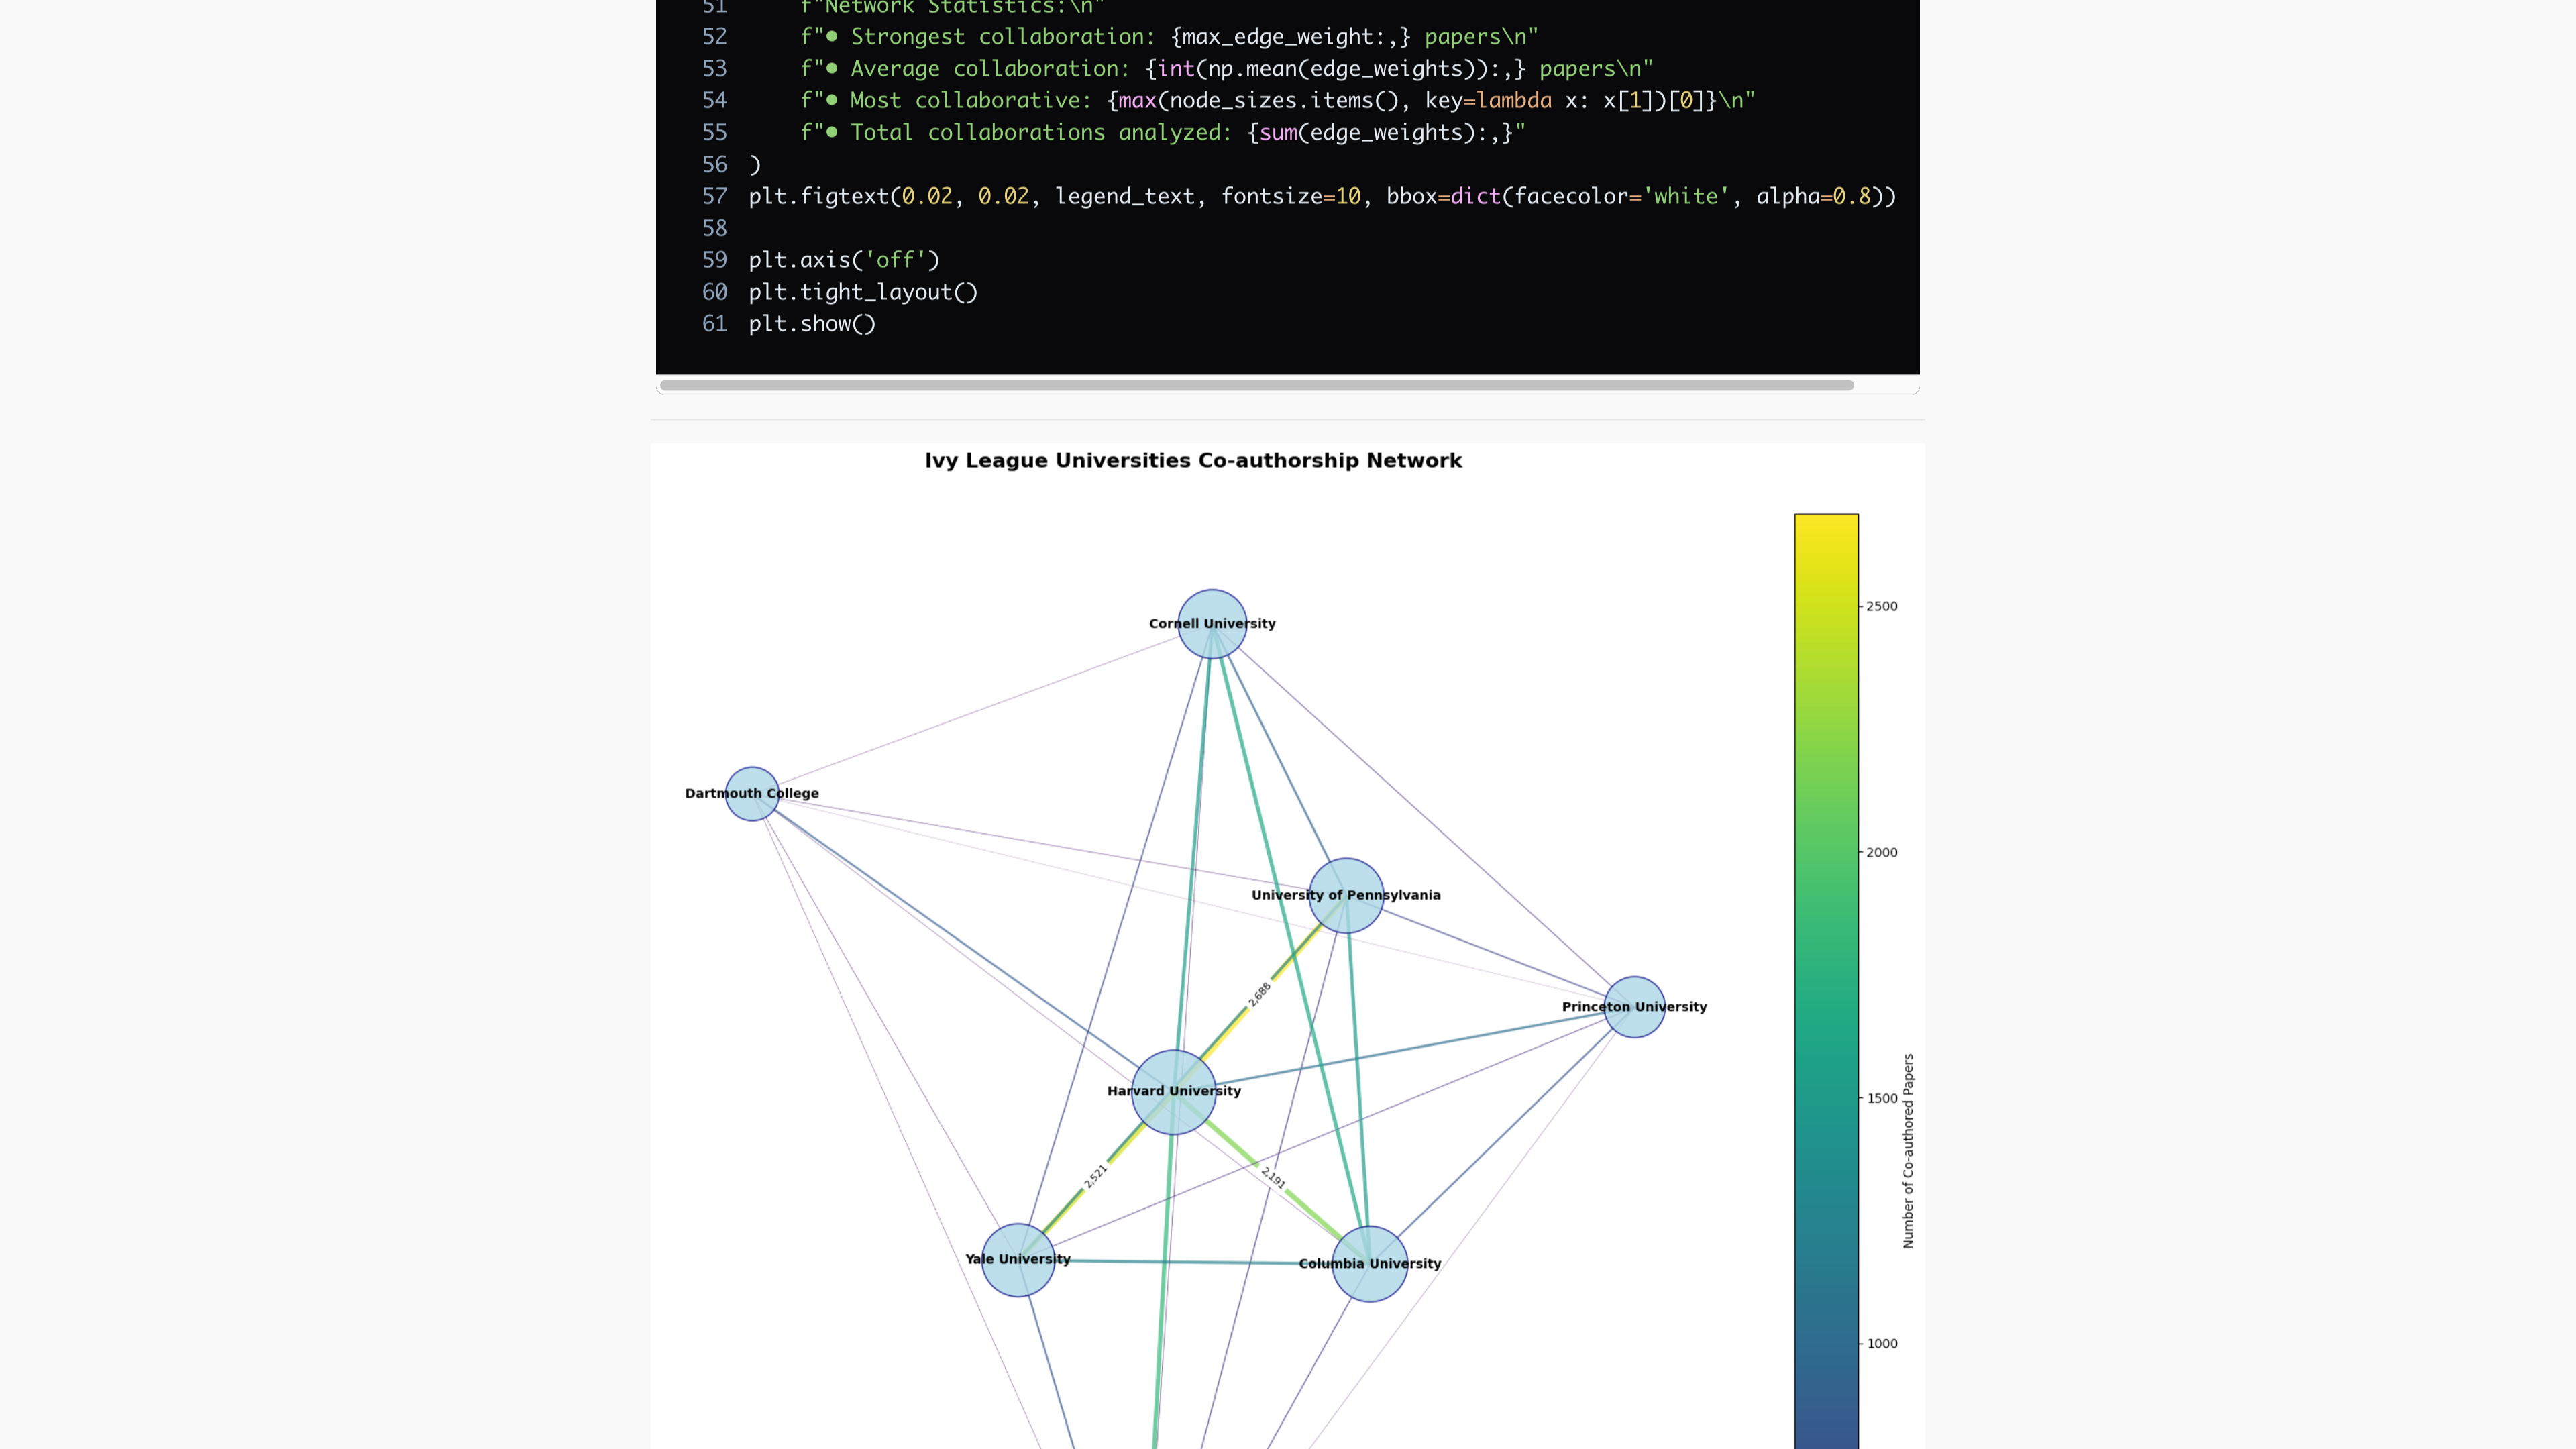 51 f"Network Statistics:\n"
52 f"● Strongest collaboration: {max_edge_weight:,} papers\n"
53 f"● Average collaboration: {int(np.mean(edge_weights)):,} papers\n"
54 f"● Most collaborative: {max(node_sizes.items(), key=lambda x: x[1])[0]}\n"
55 f"● Total collaborations analyzed: {sum(edge_weights):,}"
56 )
57 plt.figtext(0.02, 0.02, legend_text, fontsize=10, bbox=dict(facecolor='white', alpha=0.8))
58
59 plt.axis('off')
60 plt.tight_layout()
61 plt.show()
Ivy League Universities Co-authorship Network
2500
Cornell University
Dartmouth College
2000
University of Pennsylvania
2,688
Princeton University
Harvard University
1500
Number of Co-authored Papers
2,521
2,191
Yale University
Columbia University
1000